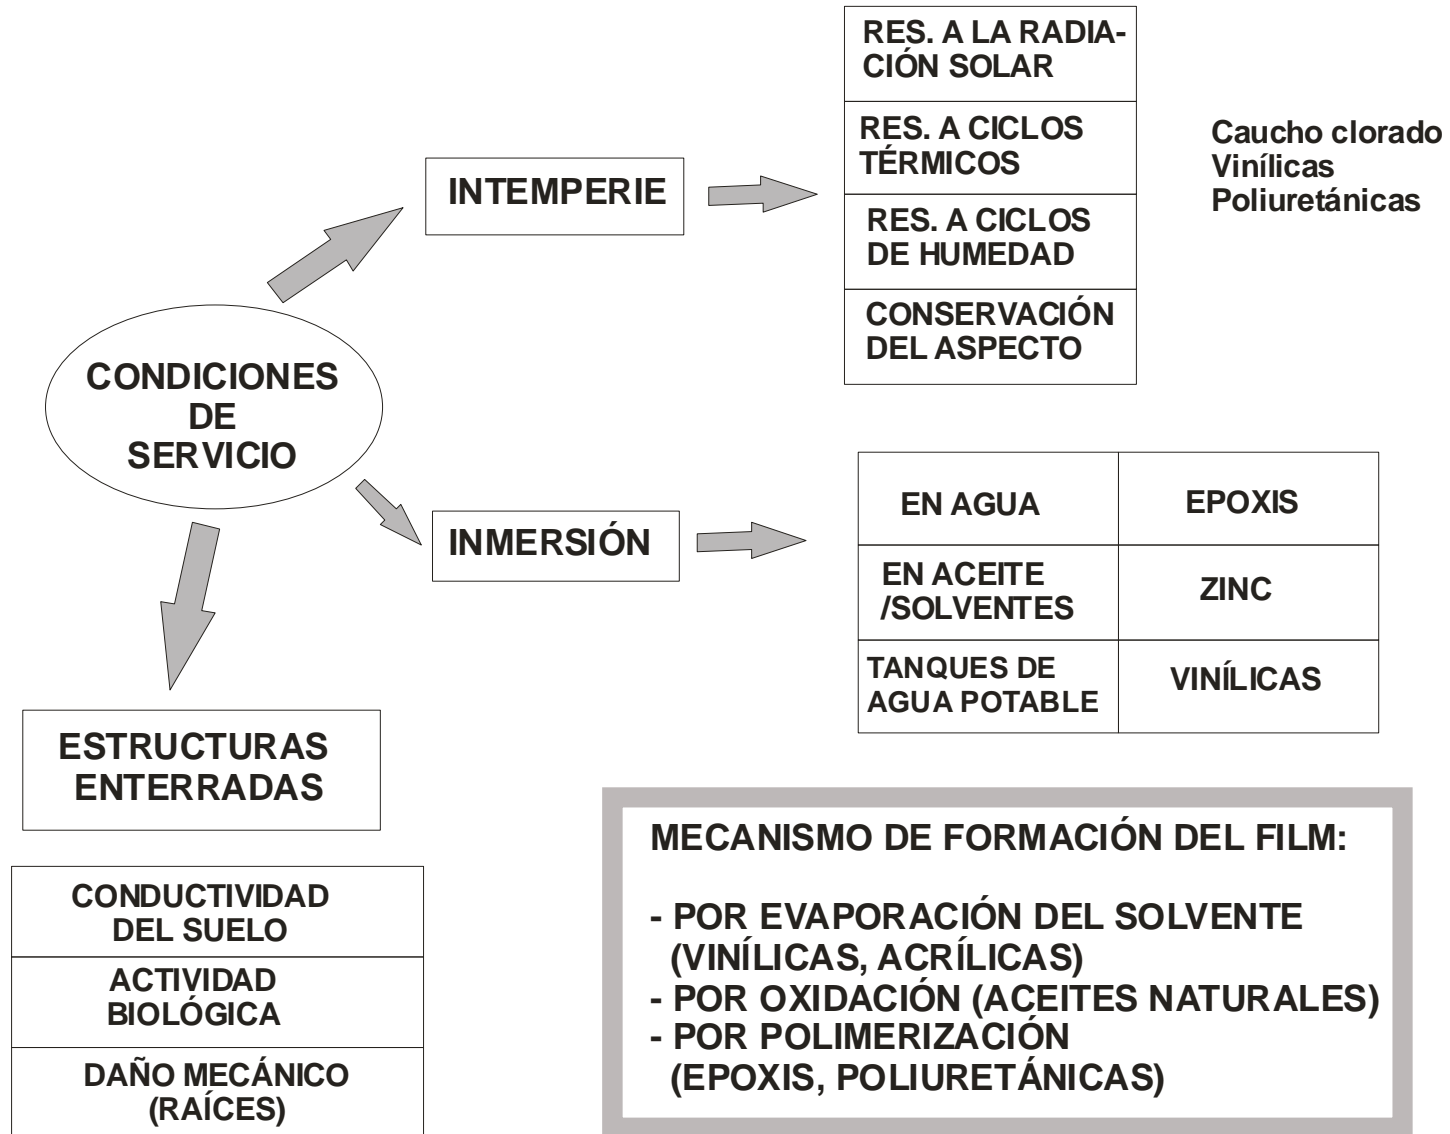 RES. A LA RADIA-
CIÓN SOLAR
RES. A CICLOS
TÉRMICOS
RES. A CICLOS
DE HUMEDAD
CONSERVACIÓN
DEL ASPECTO
Caucho clorado
Vinílicas
Poliuretánicas
INTEMPERIE
CONDICIONES
DE
SERVICIO
INMERSIÓN
EN AGUA
EPOXIS
EN ACEITE
/SOLVENTES
ZINC
TANQUES DE
AGUA POTABLE
VINÍLICAS
ESTRUCTURAS
ENTERRADAS
CONDUCTIVIDAD
DEL SUELO
ACTIVIDAD
BIOLÓGICA
DAÑO MECÁNICO
(RAÍCES)
MECANISMO DE FORMACIÓN DEL FILM:
- POR EVAPORACIÓN DEL SOLVENTE
(VINÍLICAS, ACRÍLICAS)
- POR OXIDACIÓN (ACEITES NATURALES)
- POR POLIMERIZACIÓN
(EPOXIS, POLIURETÁNICAS)